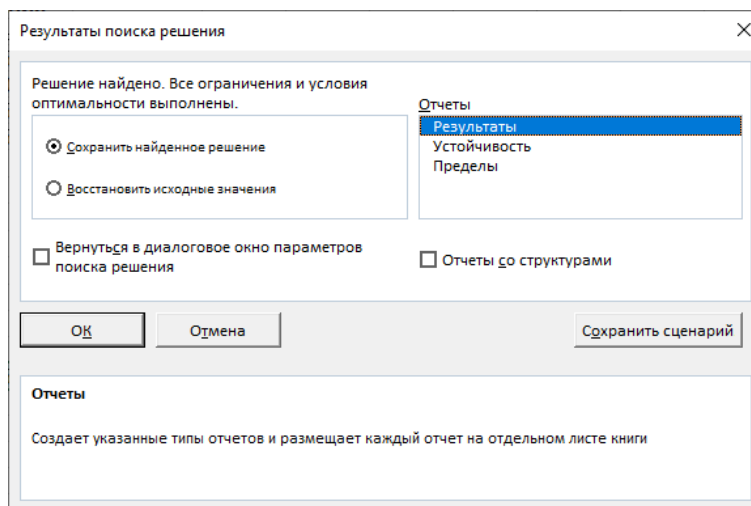 Результаты поиска решения
Решение найдено. Все ограничения и условия
оптимальности выполнены.
Сохранить найденное решение
Восстановить исходные значения
Отчеты
Результаты
Устойчивость
Пределы
Вернуться в диалоговое окно параметров
поиска решения
Отчеты со структурами
ОК
Отмена
Сохранить сценарий
Отчеты
Создает указанные типы отчетов и размещает каждый отчет на отдельном листе книги